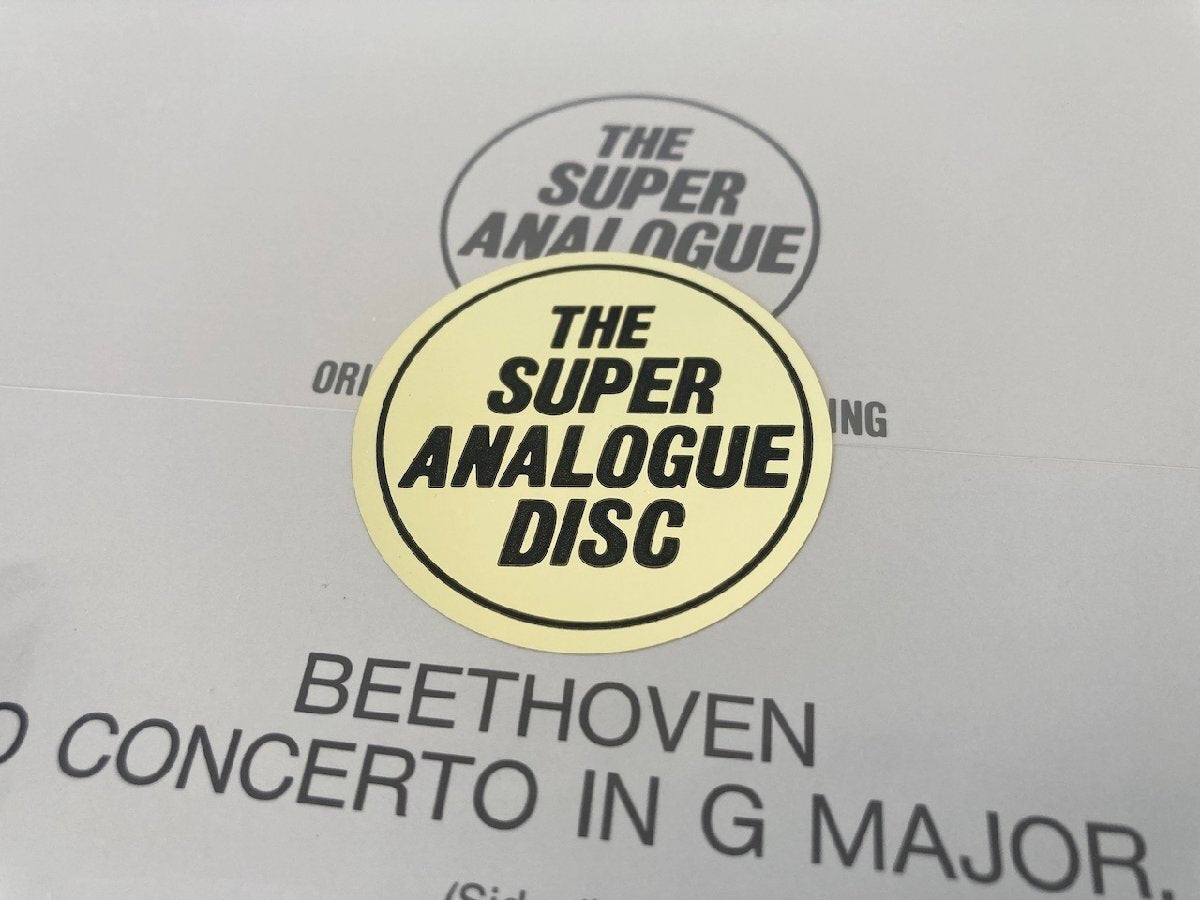 THE
SUPER
ANALOGUE
THE
SUPER
ANALOGUE
DISC
BEETHOVEN
CONCERTO IN G MAJOR,